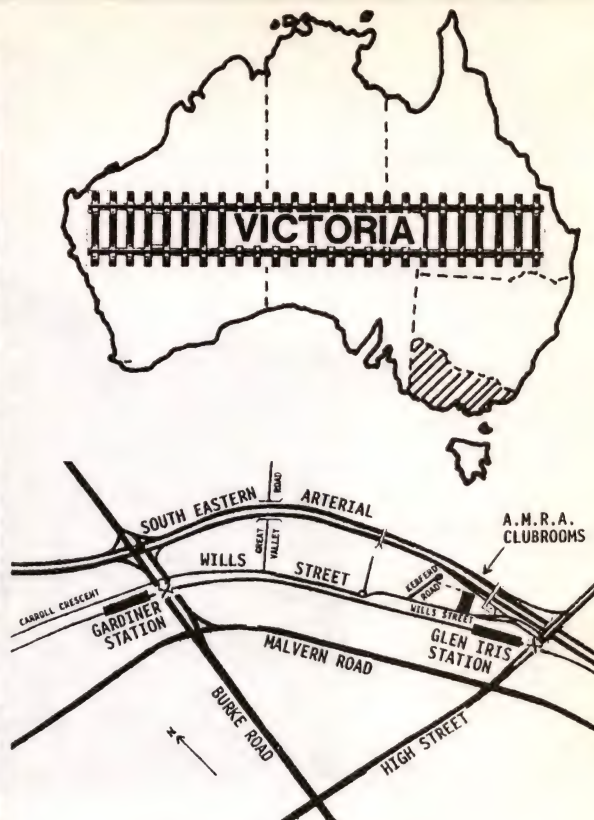 VICTORIA
SOUTH EASTERN ARTERIAL
GREAT
VALLEY
ROAD
A.M.R.A.
CLUBROOMS
WILLS STREET
KERFERD
ROAD
WILLS STREET
CARROLL CRESCENT
GARDINER
STATION
GLEN IRIS
STATION
MALVERN ROAD
BURKE ROAD
HIGH STREET